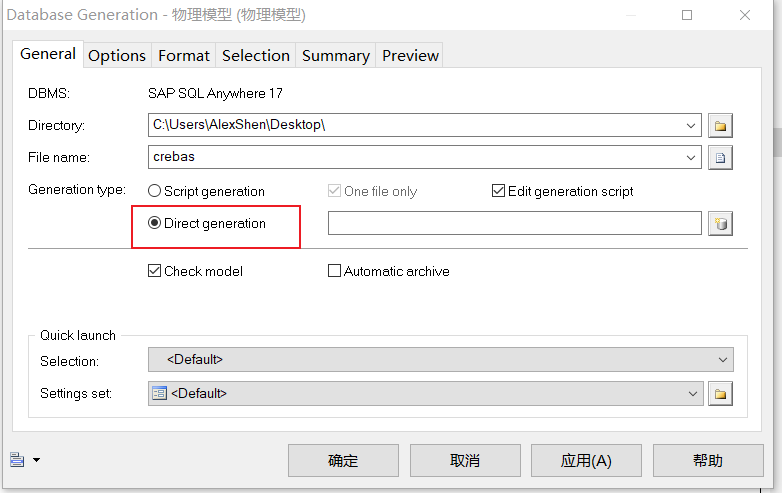 Database Generation - 物理模型 (物理模型)
General Options Format Selection Summary Preview
DBMS: SAP SQL Anywhere 17
Directory: C:\Users\AlexShen\Desktop\
File name: crebas
Generation type: Script generation One file only Edit generation script
Direct generation
Check model Automatic archive
Quick launch
Selection: <Default>
Settings set: <Default>
确定 取消 应用(A) 帮助